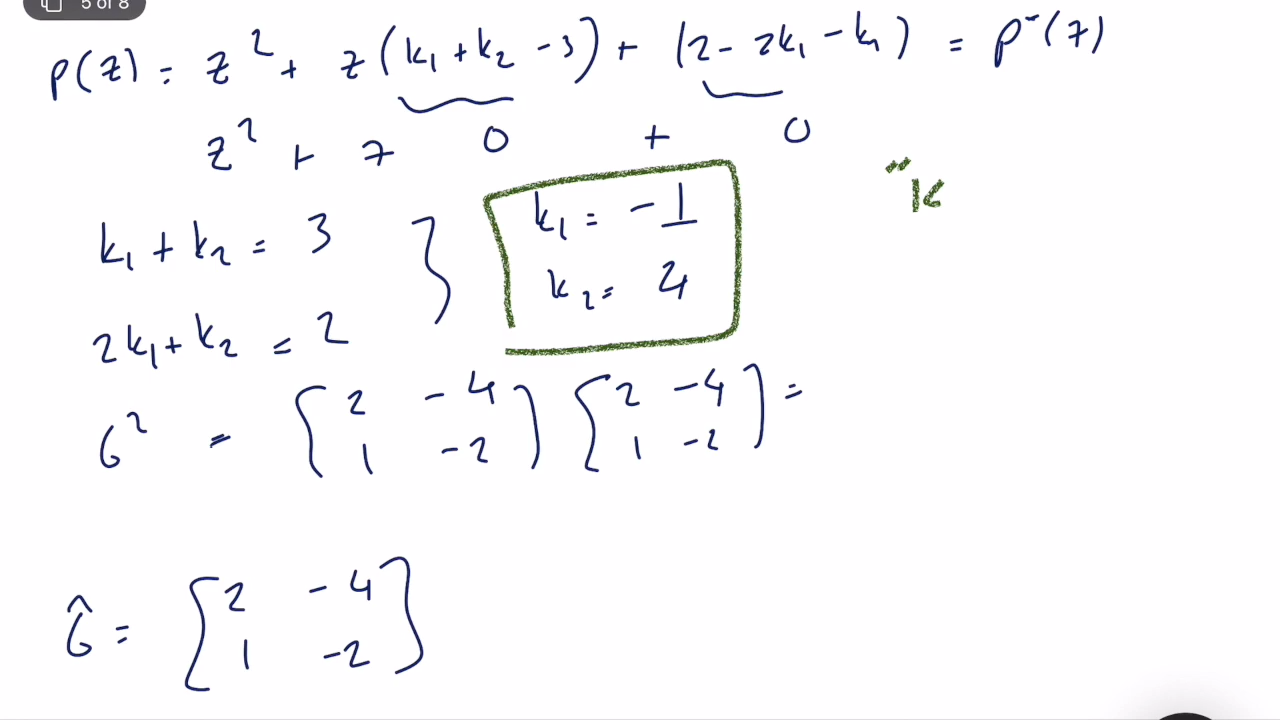 5 of 8
P(z) = z² + z(k₁ + k₂ - 3) + (2 - 2k₁ - k₁) = P*(z)
z² + z 0 + 0
k₁ + k₂ = 3
2k₁ + k₂ = 2
k₁ = -1
k₂ = 4
"K
G² = [2 -4] [2 -4] =
[1 -2] [1 -2]
Ĝ = [2 -4]
[1 -2]